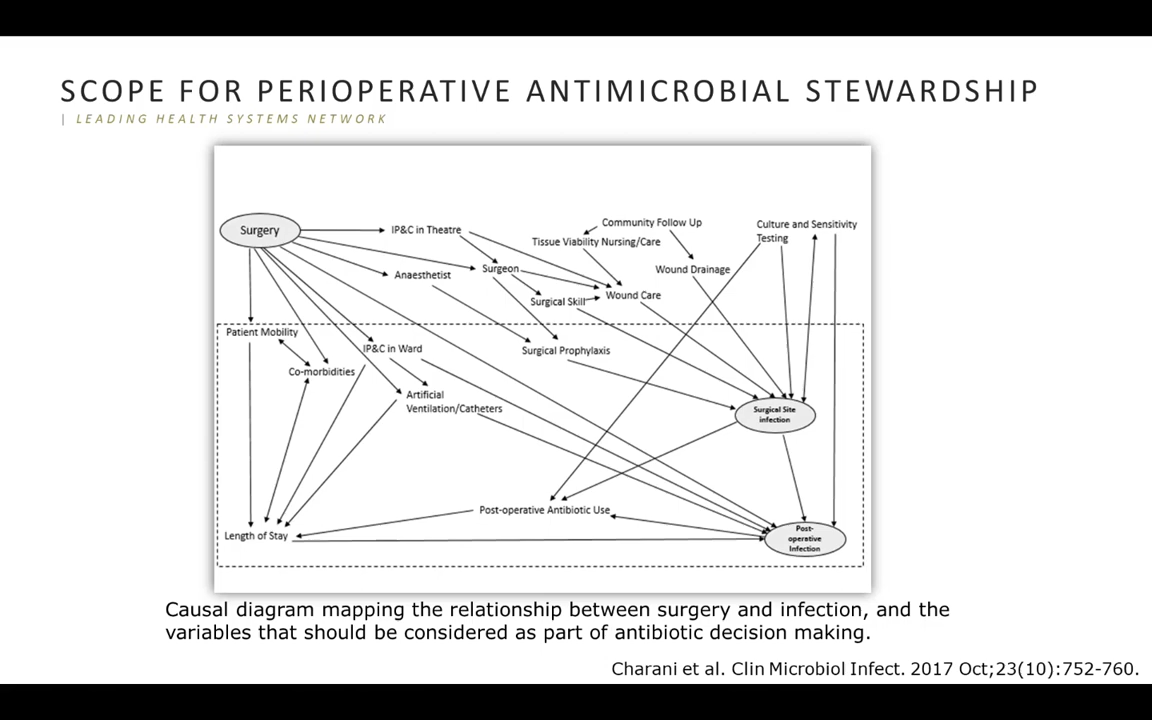 SCOPE FOR PERIOPERATIVE ANTIMICROBIAL STEWARDSHIP
| LEADING HEALTH SYSTEMS NETWORK
Surgery
IP&C in Theatre
Community Follow Up
Culture and Sensitivity
Testing
Tissue Viability Nursing/Care
Anaesthetist
Surgeon
Wound Drainage
Surgical Skill
Wound Care
Patient Mobility
IP&C in Ward
Surgical Prophylaxis
Co-morbidities
Artificial
Ventilation/Catheters
Surgical Site
infection
Post-operative Antibiotic Use
Length of Stay
Post-
operative
Infection
Causal diagram mapping the relationship between surgery and infection, and the
variables that should be considered as part of antibiotic decision making.
Charani et al. Clin Microbiol Infect. 2017 Oct;23(10):752-760.